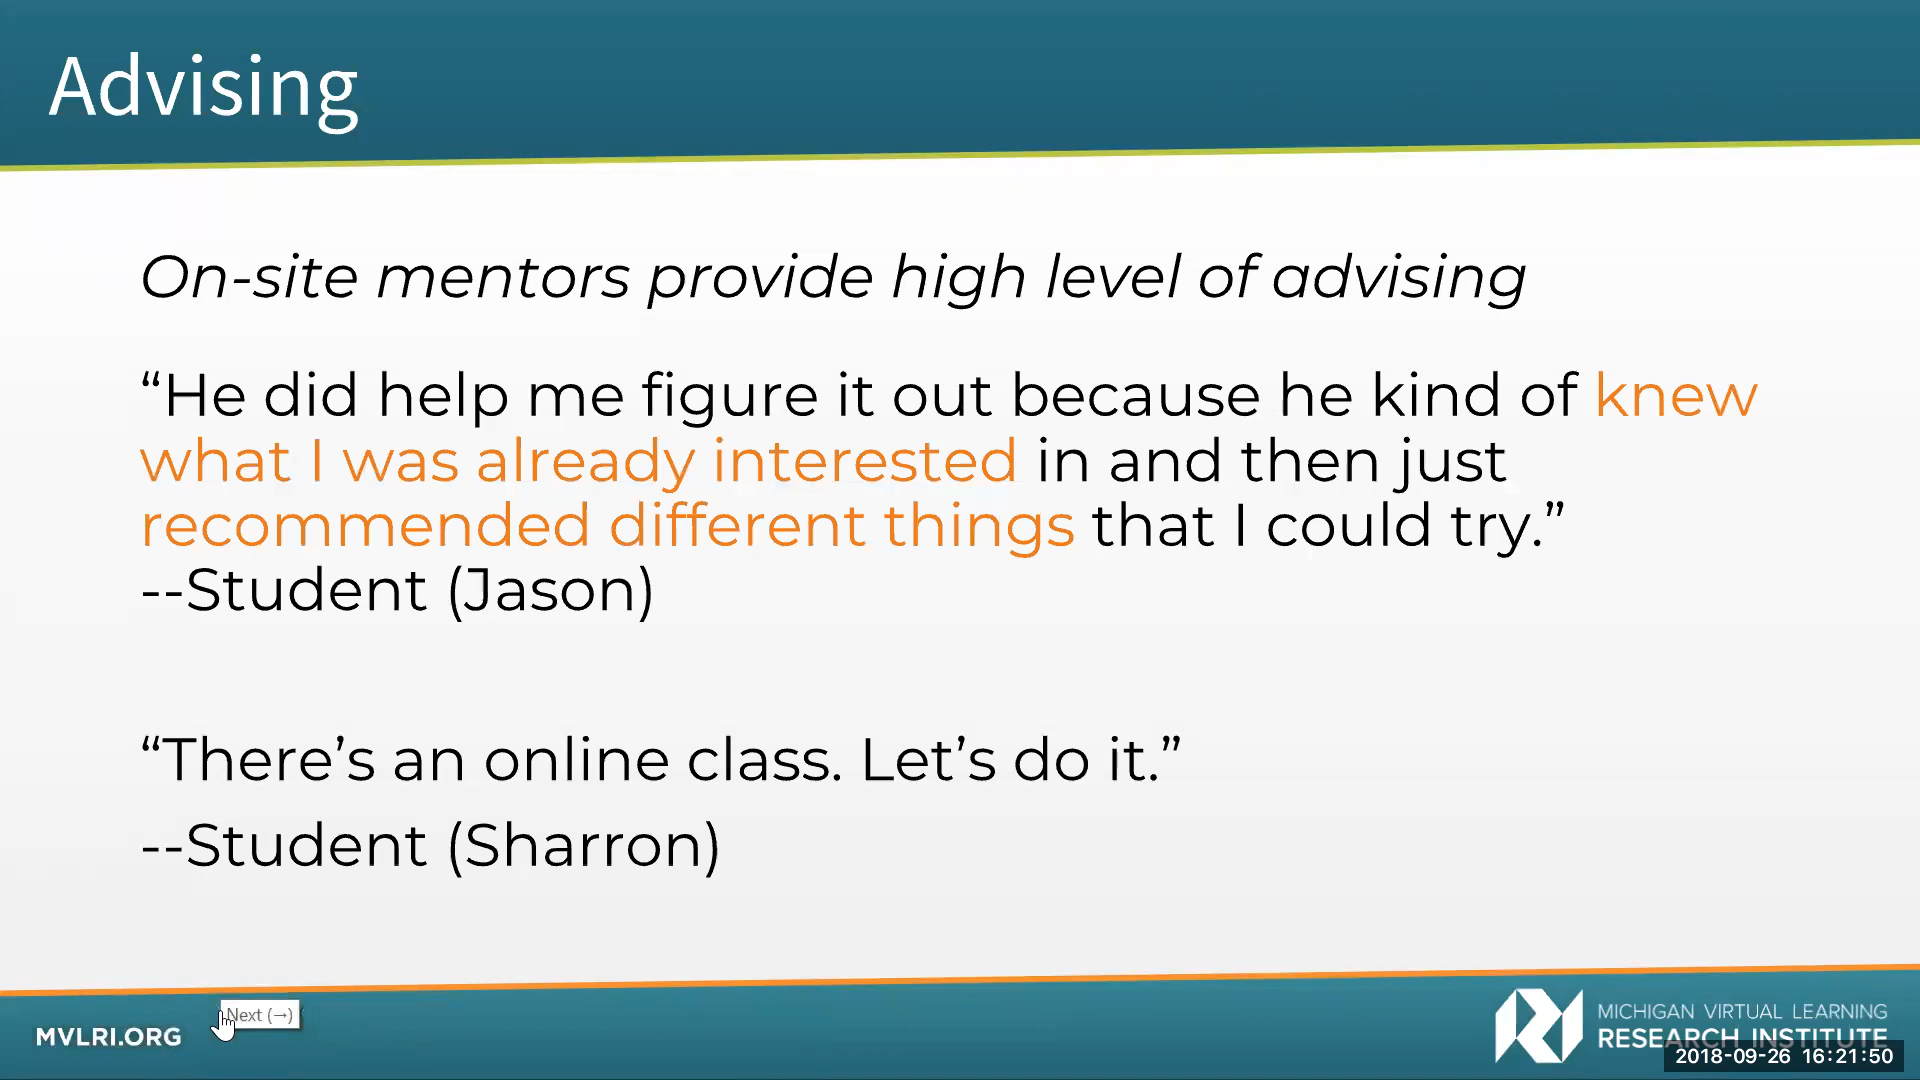 Advising
On-site mentors provide high level of advising
“He did help me figure it out because he kind of knew
what I was already interested in and then just
recommended different things that I could try.”
--Student (Jason)
“There’s an online class. Let’s do it.”
--Student (Sharron)
Next (→)
MVLRI.ORG
MICHIGAN VIRTUAL LEARNING
RESEARCH INSTITUTE
2018-09-26 16:21:50